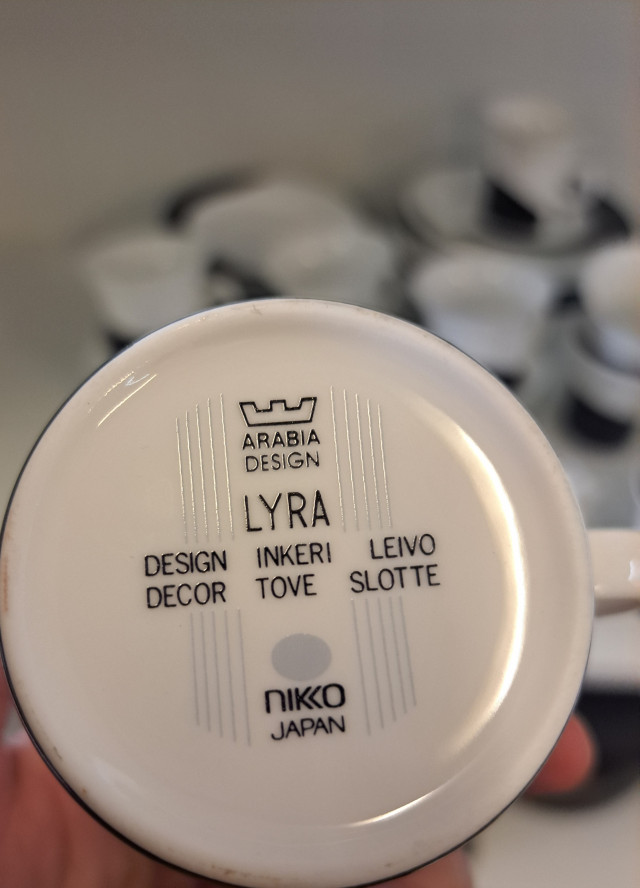 ARABIA
DESIGN
LYRA
DESIGN INKERI LEIVO
DECOR TOVE SLOTTE
NIKKO
JAPAN